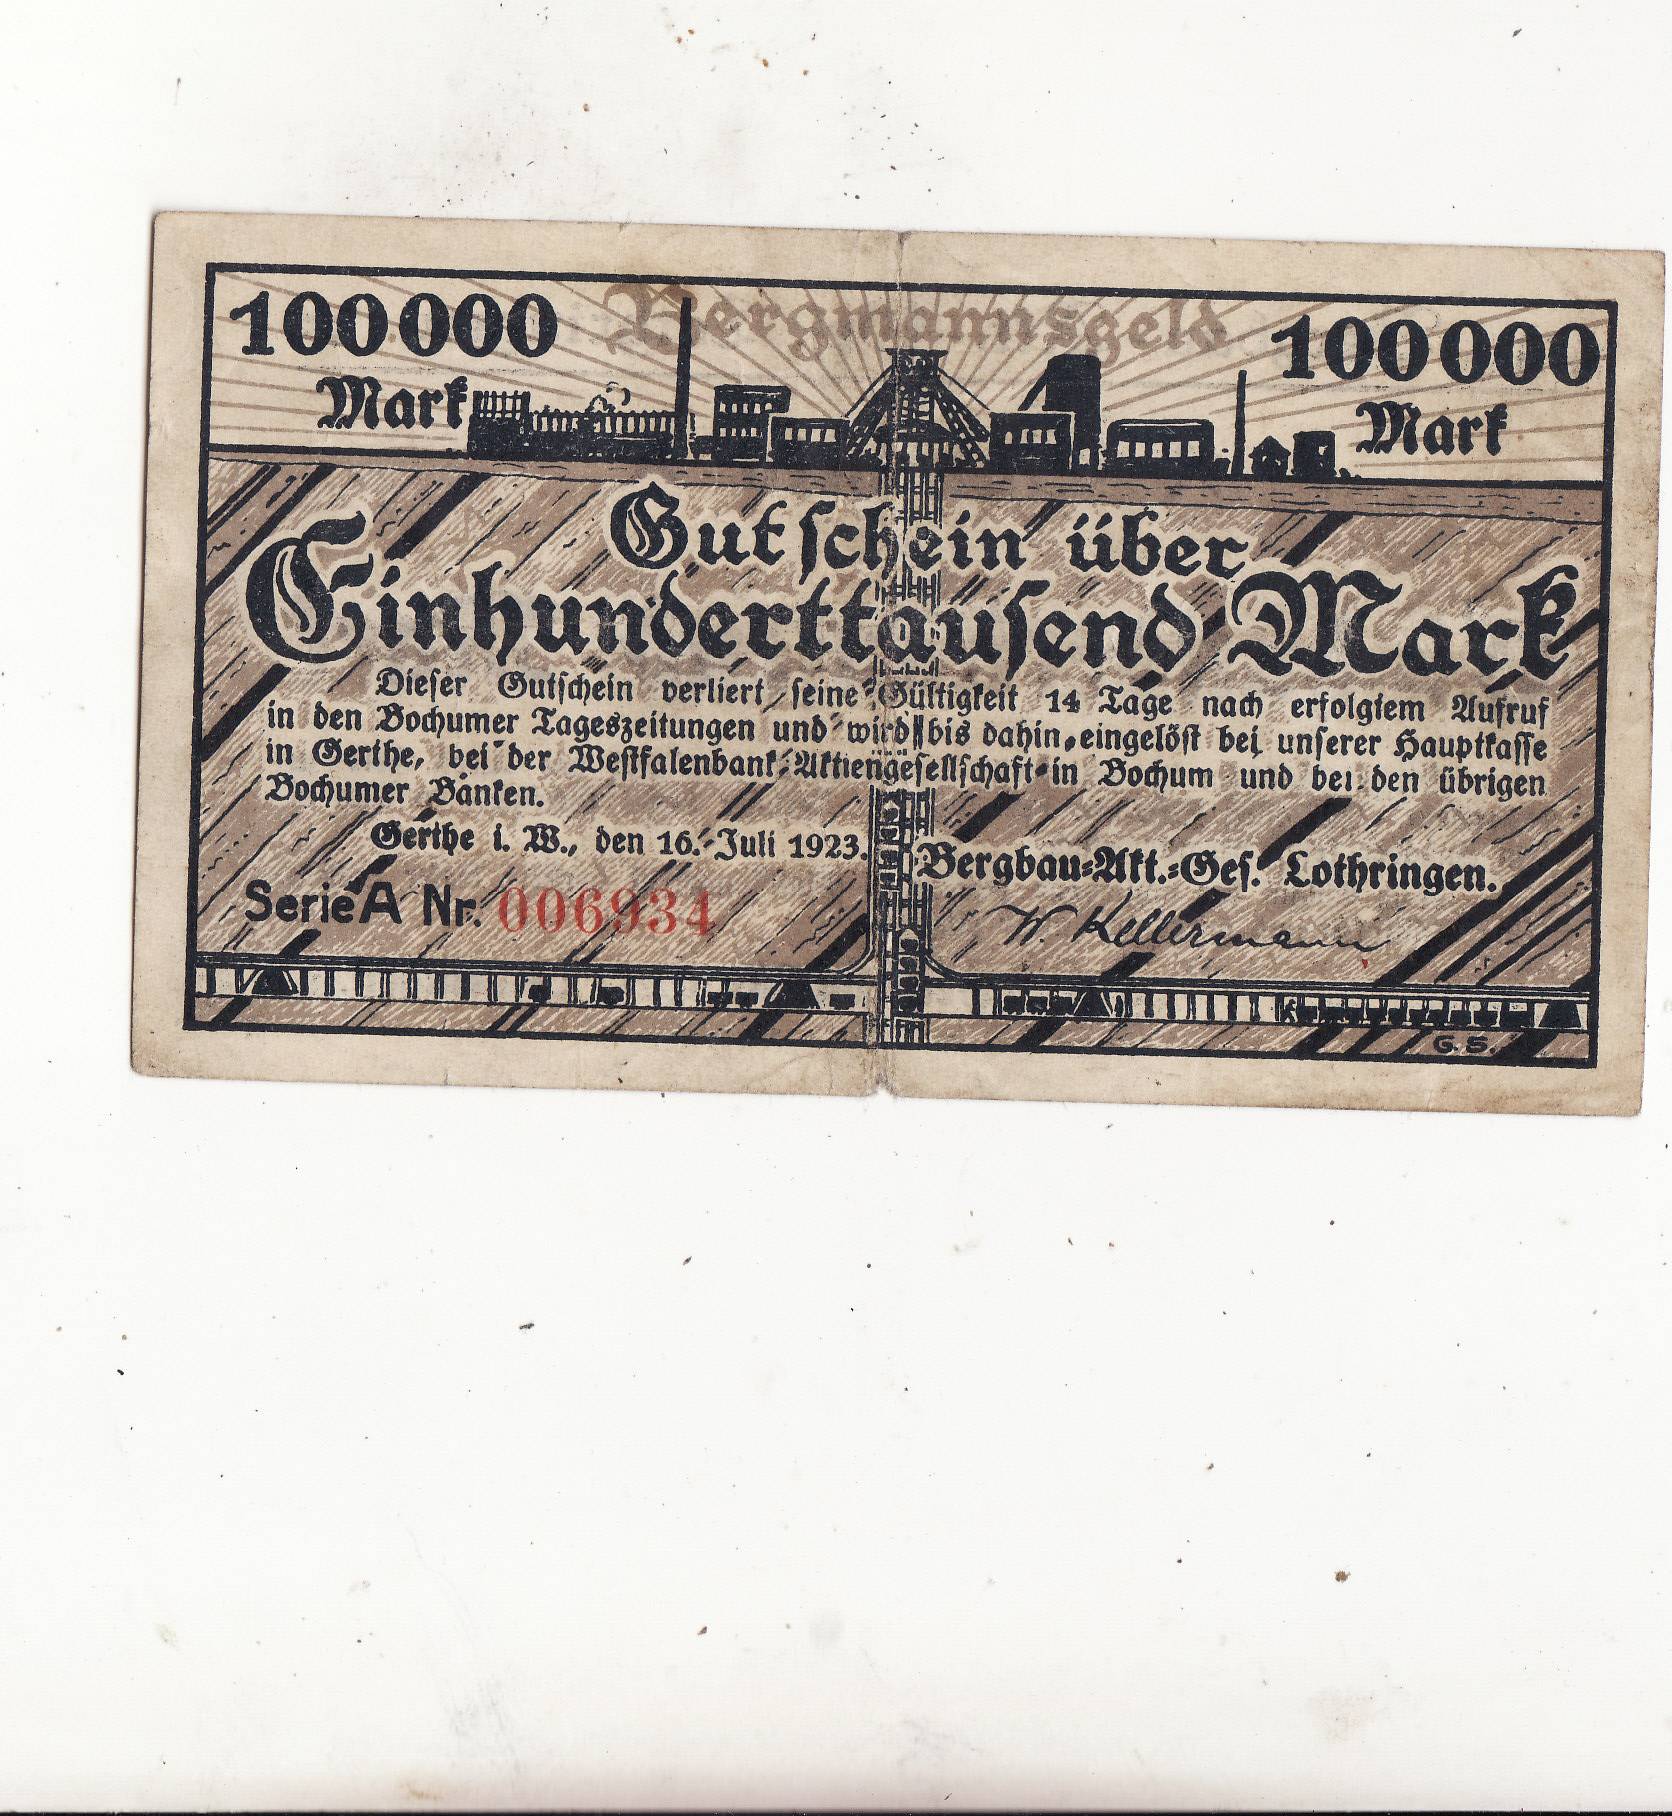 100000 Bergmannsgeld 100000
Mark Mark
Gutschein über
Einhunderttausend Mark
Dieser Gutschein verliert seine Gültigkeit 14 Tage nach erfolgtem Aufruf
in den Bochumer Tageszeitungen und wird bis dahin eingelöst bei unserer Hauptkasse
in Gerthe, bei der Westfalenbank-Aktiengesellschaft in Bochum und bei den übrigen
Bochumer Banken.
Gerthe i. W., den 16. Juli 1923.
Bergbau-Akt.-Ges. Lothringen.
Serie A Nr. 006934
W. Kellermann
G. S.